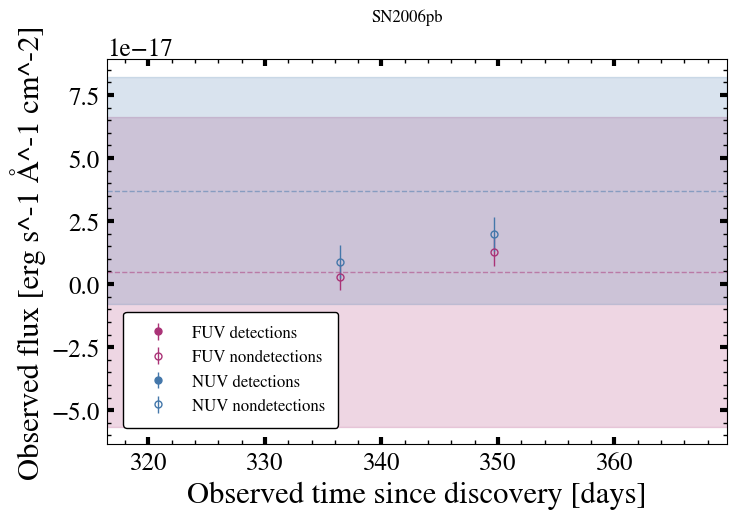 SN2006pb
1e−17
Observed flux [erg s^-1 Å^-1 cm^-2]
7.5
5.0
2.5
0.0
−2.5
−5.0
FUV detections
FUV nondetections
NUV detections
NUV nondetections
320 330 340 350 360
Observed time since discovery [days]